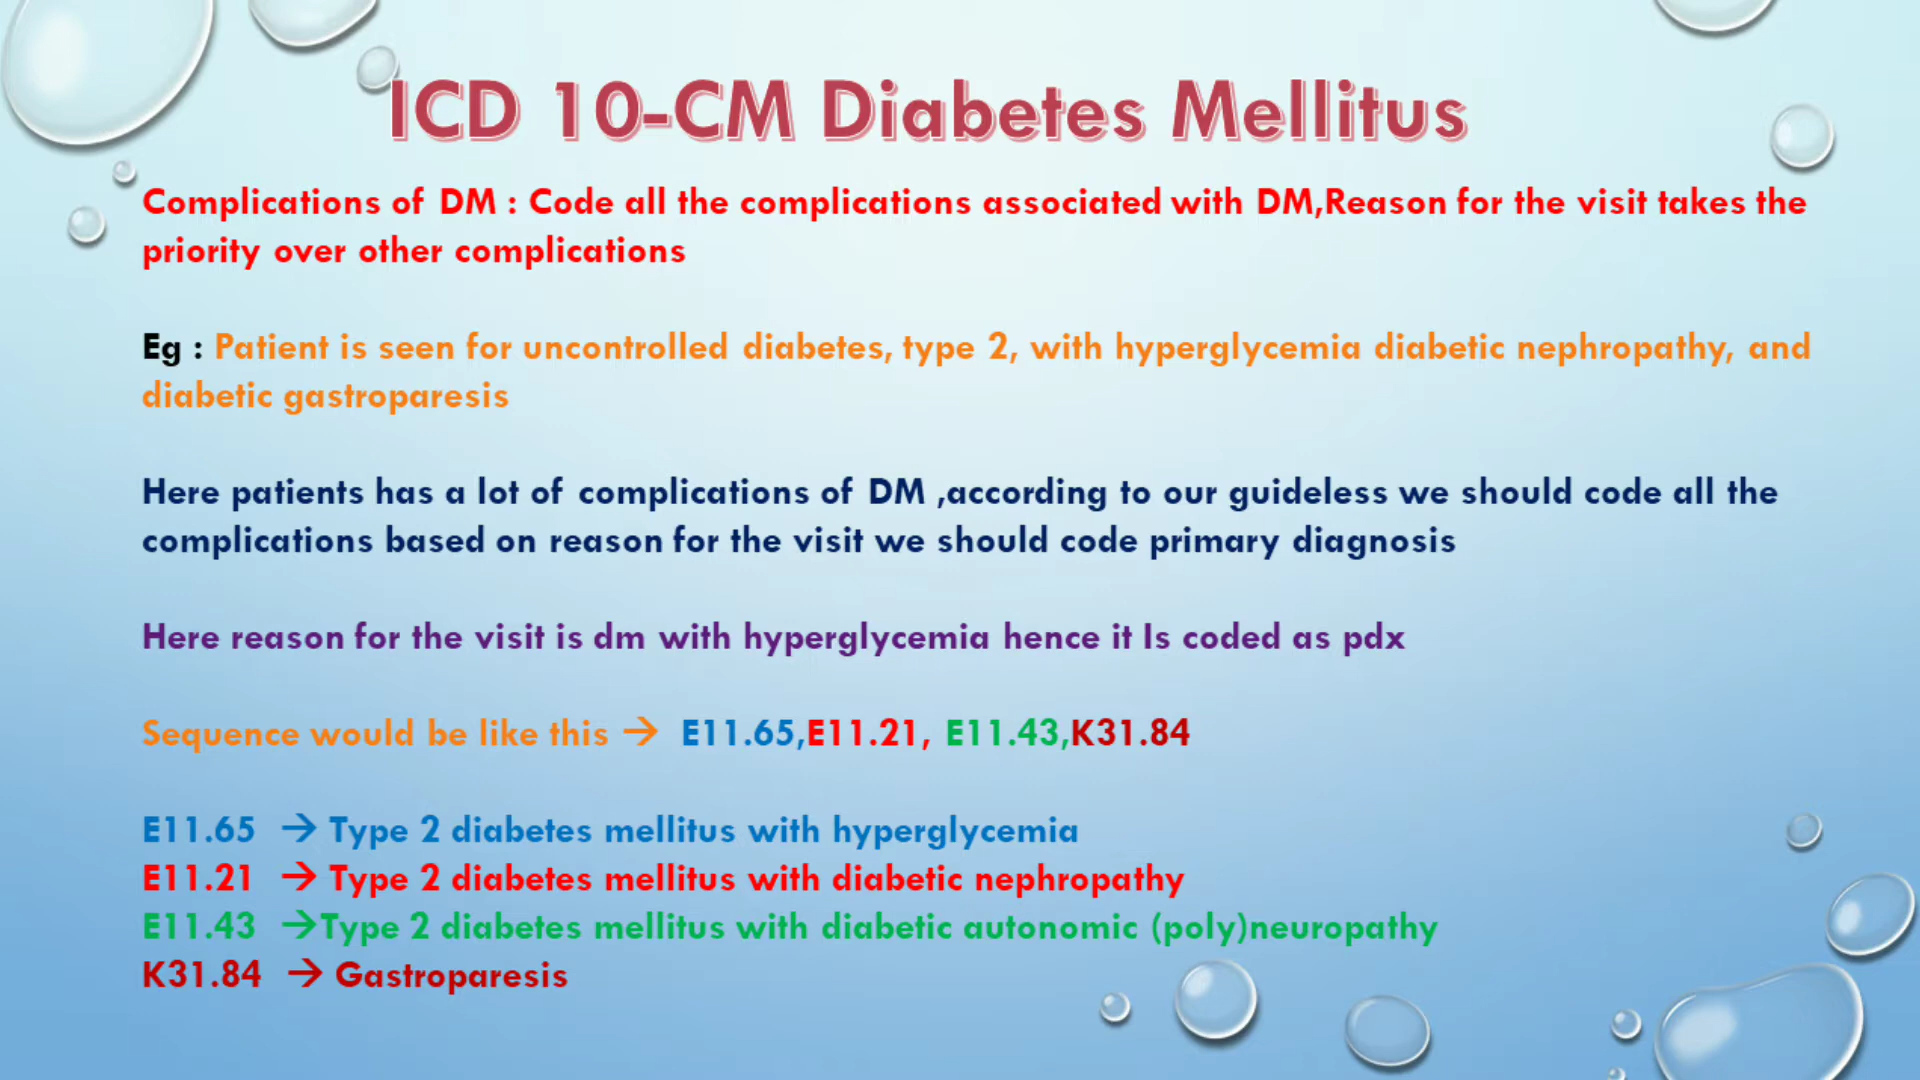 ICD 10-CM Diabetes Mellitus
Complications of DM : Code all the complications associated with DM,Reason for the visit takes the
priority over other complications
Eg : Patient is seen for uncontrolled diabetes, type 2, with hyperglycemia diabetic nephropathy, and
diabetic gastroparesis
Here patients has a lot of complications of DM ,according to our guideless we should code all the
complications based on reason for the visit we should code primary diagnosis
Here reason for the visit is dm with hyperglycemia hence it Is coded as pdx
Sequence would be like this → E11.65,E11.21, E11.43,K31.84
E11.65 → Type 2 diabetes mellitus with hyperglycemia
E11.21 → Type 2 diabetes mellitus with diabetic nephropathy
E11.43 →Type 2 diabetes mellitus with diabetic autonomic (poly)neuropathy
K31.84 → Gastroparesis